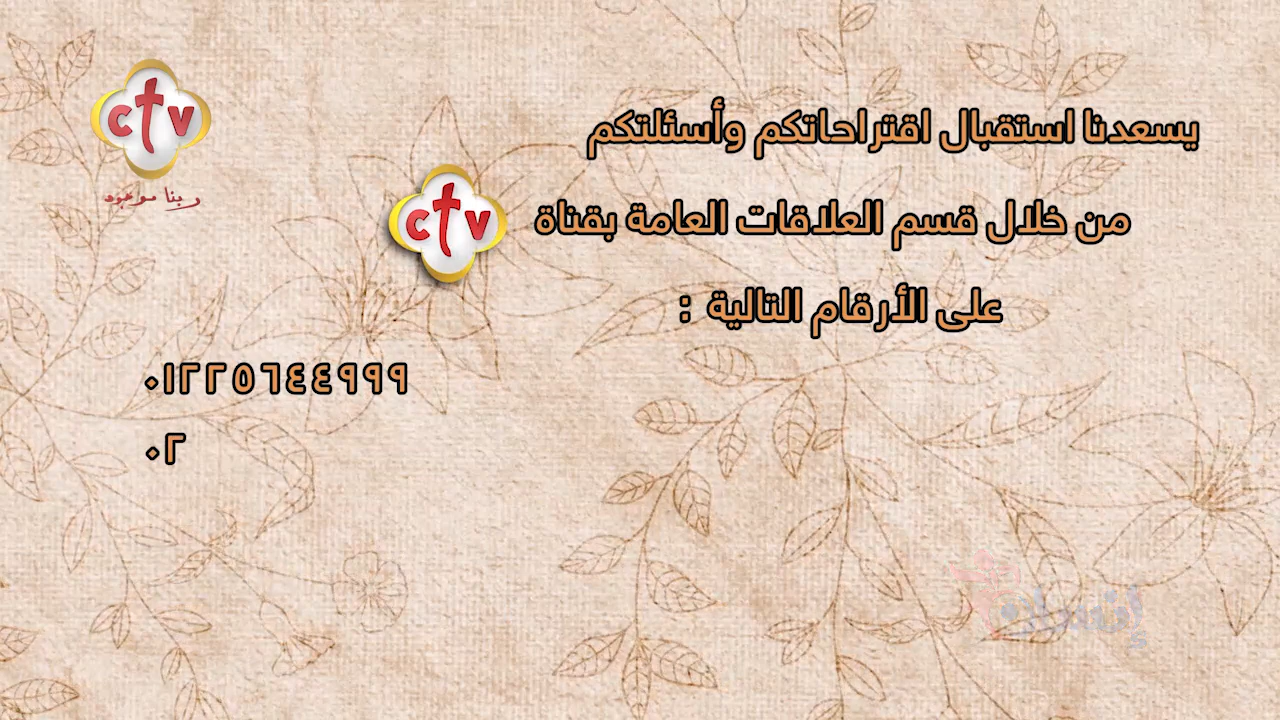 ctv
ربنا موجود
يسعدنا استقبال اقتراحاتكم وأسئلتكم
من خلال قسم العلاقات العامة بقناة ctv
على الأرقام التالية :
٠١٢٢٥٦٤٤٩٩٩
٠٢
إنسان